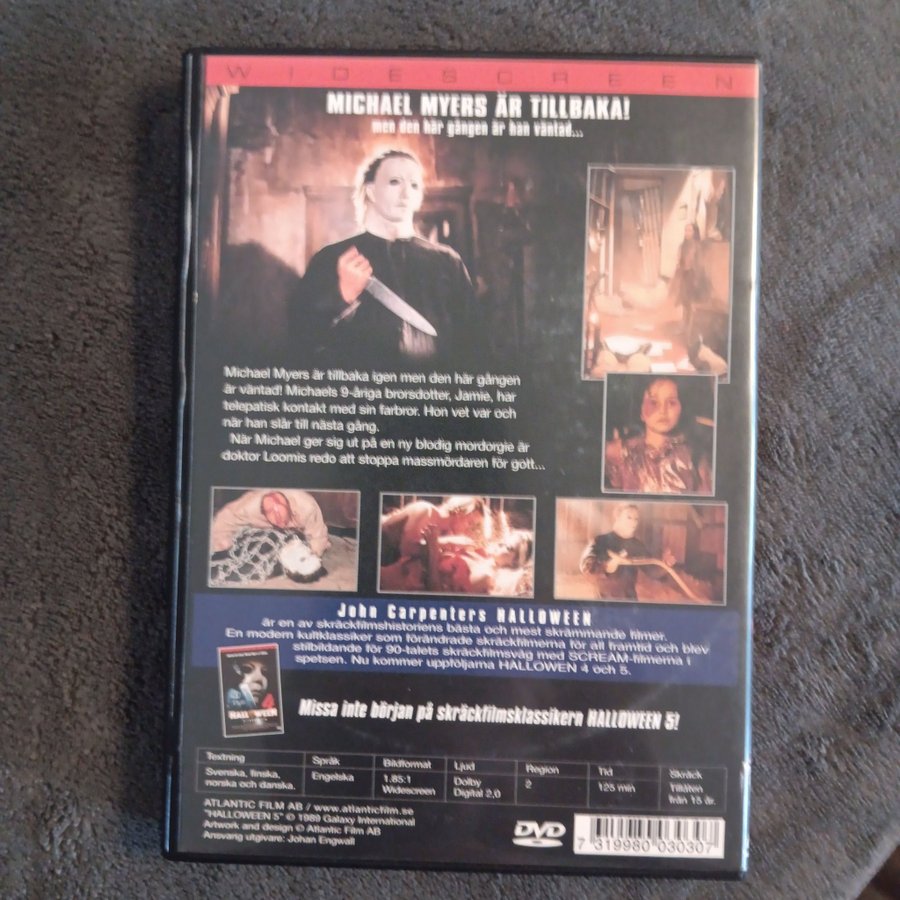 WIDESCREEN
MICHAEL MYERS ÄR TILLBAKA!
men den här gången är han väntad...
Michael Myers är tillbaka igen men den här gången
är väntad! Michaels 9-åriga brorsdotter, Jamie, har
telepatisk kontakt med sin farbror. Hon vet var och
när han slår till nästa gång.
När Michael ger sig ut på en ny blodig mordorgie är
doktor Loomis redo att stoppa massmördaren för gott...
John Carpenters HALLOWEEN
är en av skräckfilmshistoriens bästa och mest skrämmande filmer.
En modern kultklassiker som förändrade skräckfilmerna för all framtid och blev
stilbildande för 90-talets skräckfilmsvåg med SCREAM-filmerna i
spetsen. Nu kommer uppföljarna HALLOWEN 4 och 5.
4
HALLOWEEN
Missa inte början på skräckfilmsklassikern HALLOWEEN 5!
Textning Språk Bildformat Ljud Region Tid Skräck
Svenska, finska, Engelska 1.85:1 Dolby 2 125 min Tillåten
norska och danska. Widescreen Digital 2,0 från 15 år.
ATLANTIC FILM AB / www.atlanticfilm.se
"HALLOWEEN 5" © 1989 Galaxy International
Artwork and design © Atlantic Film AB
Ansvarig utgivare: Johan Engwall
DVD
7 319980 030307